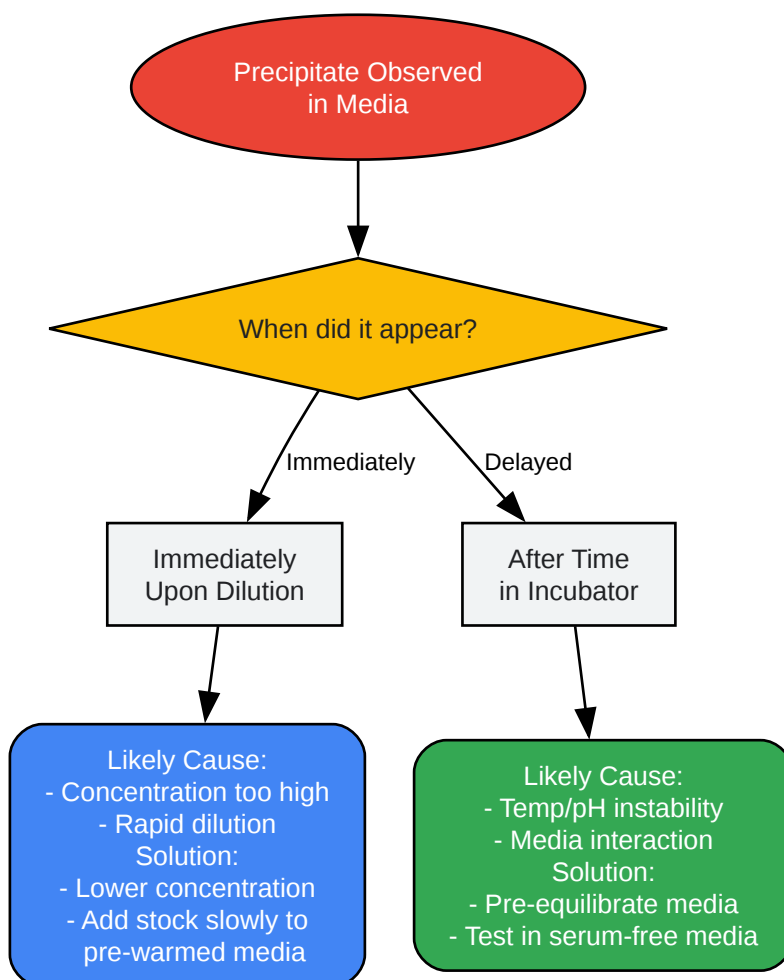 Precipitate Observed
in Media
When did it appear?
Immediately
Delayed
Immediately
Upon Dilution
After Time
in Incubator
Likely Cause:
- Concentration too high
- Rapid dilution
Solution:
- Lower concentration
- Add stock slowly to
pre-warmed media
Likely Cause:
- Temp/pH instability
- Media interaction
Solution:
- Pre-equilibrate media
- Test in serum-free media